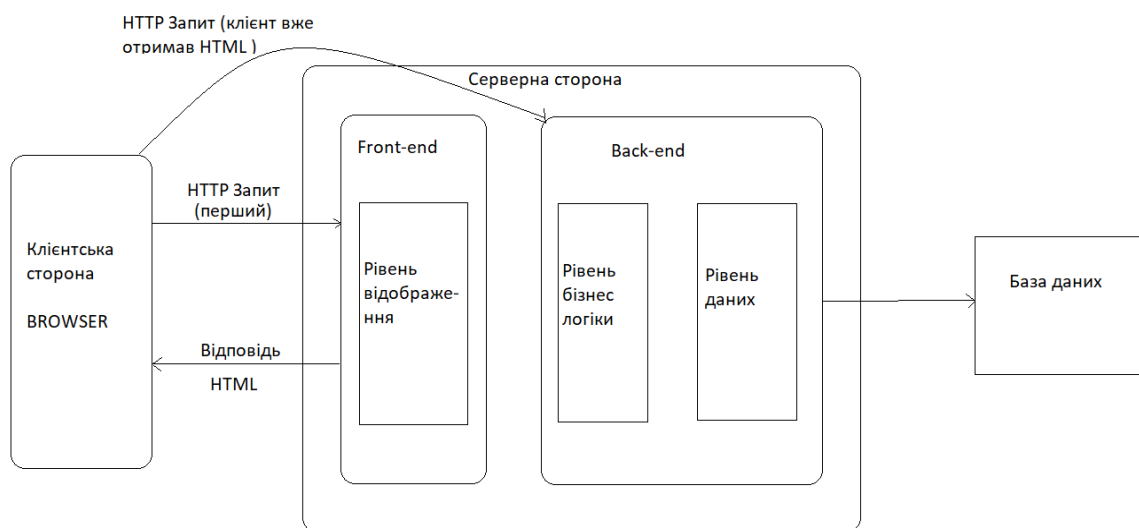 HTTP Запит (клієнт вже
отримав HTML )
Серверна сторона
Front-end
Back-end
HTTP Запит
(перший)
Клієнтська
сторона
BROWSER
Рівень
відображе-
ння
Рівень
бізнес
логіки
Рівень
даних
База даних
Відповідь
HTML